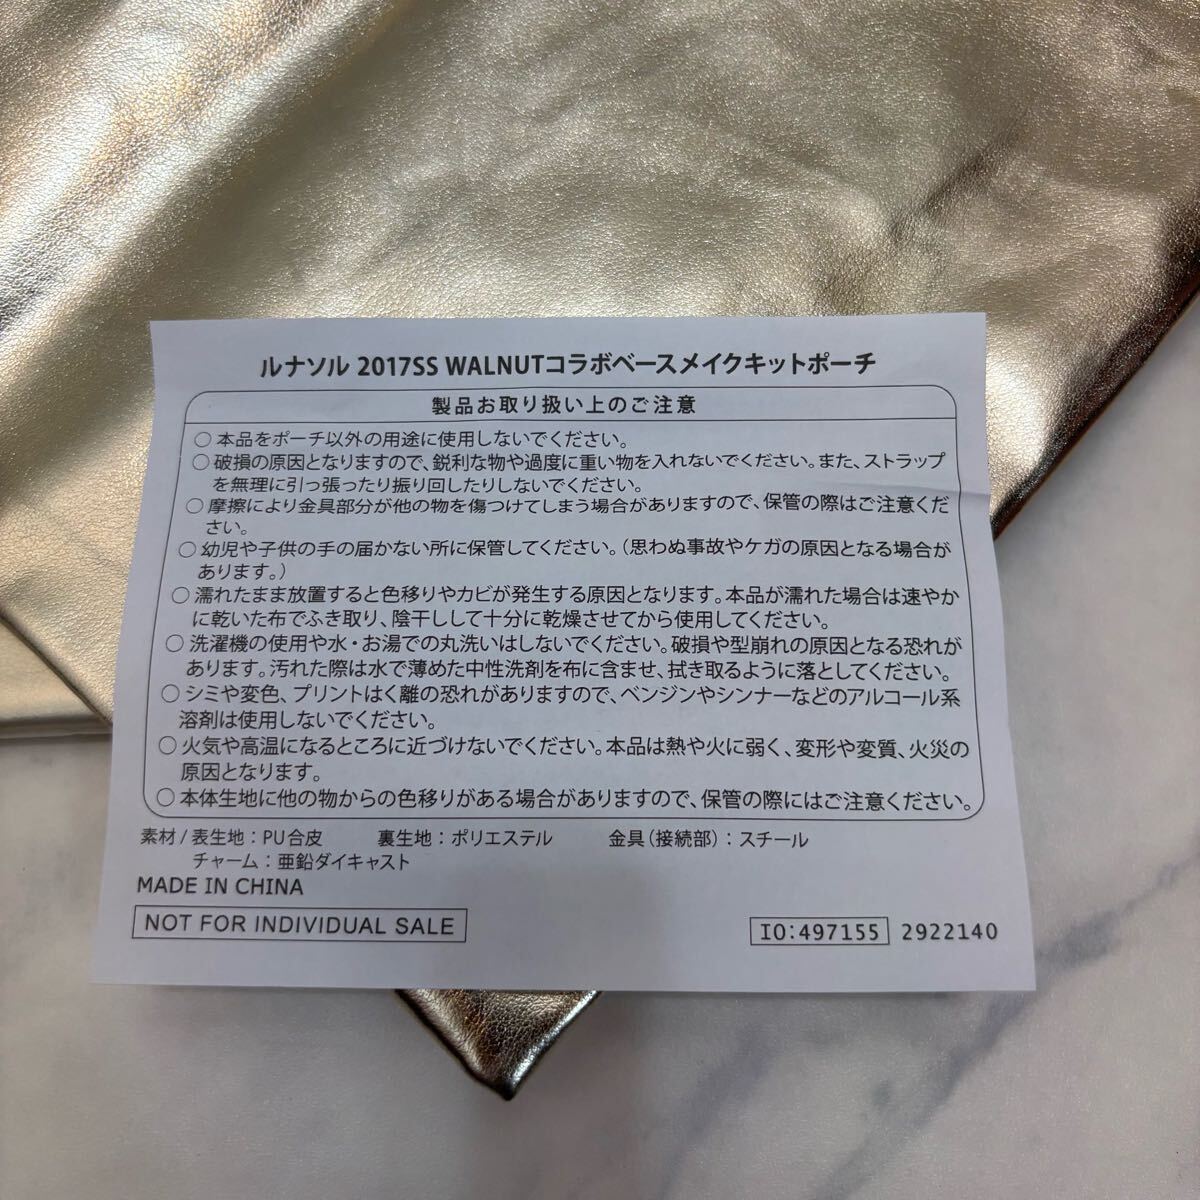 ルナソル 2017SS WALNUTコラボベースメイクキットポーチ
製品お取り扱い上のご注意
○ 本品をポーチ以外の用途に使用しないでください。
○ 破損の原因となりますので、鋭利な物や過度に重い物を入れないでください。また、ストラップ
を無理に引っ張ったり振り回したりしないでください。
○ 摩擦により金具部分が他の物を傷つけてしまう場合がありますので、保管の際はご注意くだ
さい。
○ 幼児や子供の手の届かない所に保管してください。（思わぬ事故やケガの原因となる場合が
あります。）
○ 濡れたまま放置すると色移りやカビが発生する原因となります。本品が濡れた場合は速やか
に乾いた布でふき取り、陰干しして十分に乾燥させてから使用してください。
○ 洗濯機の使用や水・お湯での丸洗いはしないでください。破損や型崩れの原因となる恐れが
あります。汚れた際は水で薄めた中性洗剤を布に含ませ、拭き取るように落としてください。
○ シミや変色、プリントはく離の恐れがありますので、ベンジンやシンナーなどのアルコール系
溶剤は使用しないでください。
○ 火気や高温になるところに近づけないでください。本品は熱や火に弱く、変形や変質、火災の
原因となります。
○ 本体生地に他の物からの色移りがある場合がありますので、保管の際にはご注意ください。
素材 / 表生地：PU合皮 裏生地：ポリエステル 金具（接続部）：スチール
チャーム：亜鉛ダイキャスト
MADE IN CHINA
NOT FOR INDIVIDUAL SALE
IO:497155 2922140